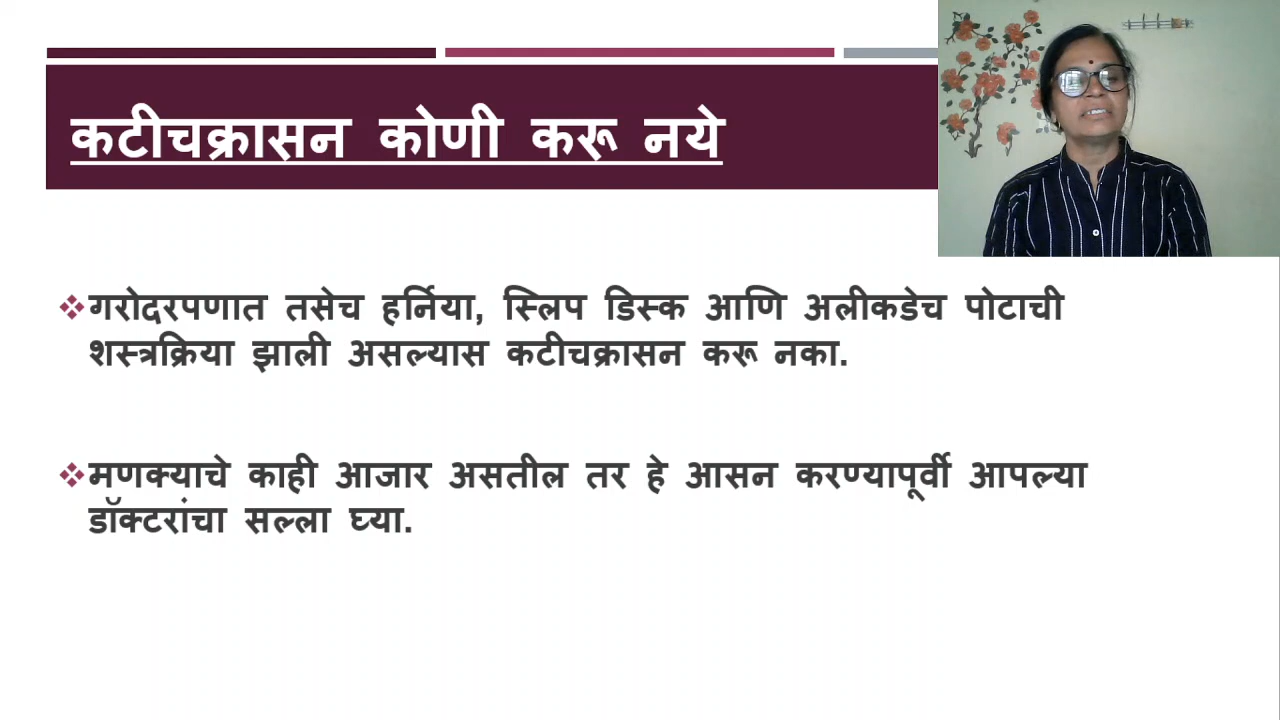 कटीचक्रासन कोणी करू नये
गरोदरपणात तसेच हर्निया, स्लिप डिस्क आणि अलीकडेच पोटाची
शस्त्रक्रिया झाली असल्यास कटीचक्रासन करू नका.
मणक्याचे काही आजार असतील तर हे आसन करण्यापूर्वी आपल्या
डॉक्टरांचा सल्ला घ्या.